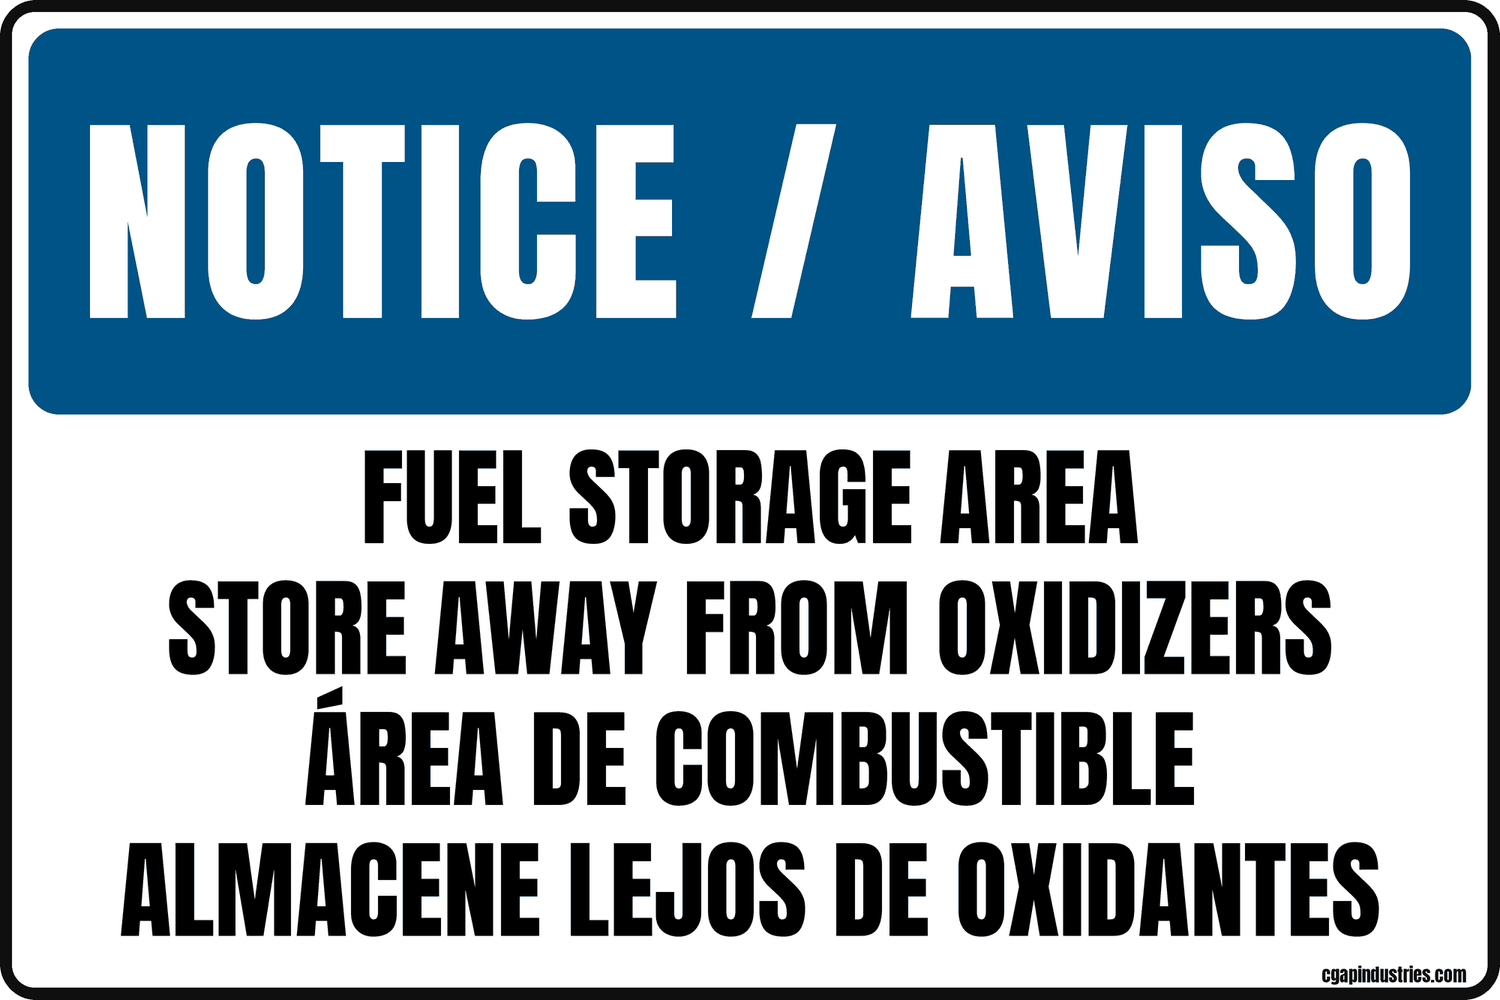 NOTICE / AVISO
FUEL STORAGE AREA
STORE AWAY FROM OXIDIZERS
ÁREA DE COMBUSTIBLE
ALMACENE LEJOS DE OXIDANTES
cgapindustries.com